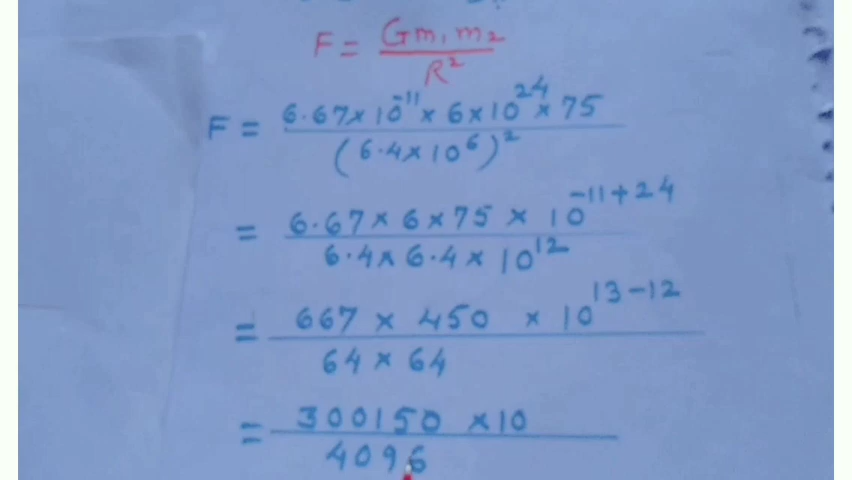 F = Gm₁m₂ / R²
F = 6.67×10⁻¹¹×6×10²⁴×75 / (6.4×10⁶)²
= 6.67×6×75×10⁻¹¹⁺²⁴ / 6.4×6.4×10¹²
= 667×450×10¹³⁻¹² / 64×64
= 300150×10 / 4096